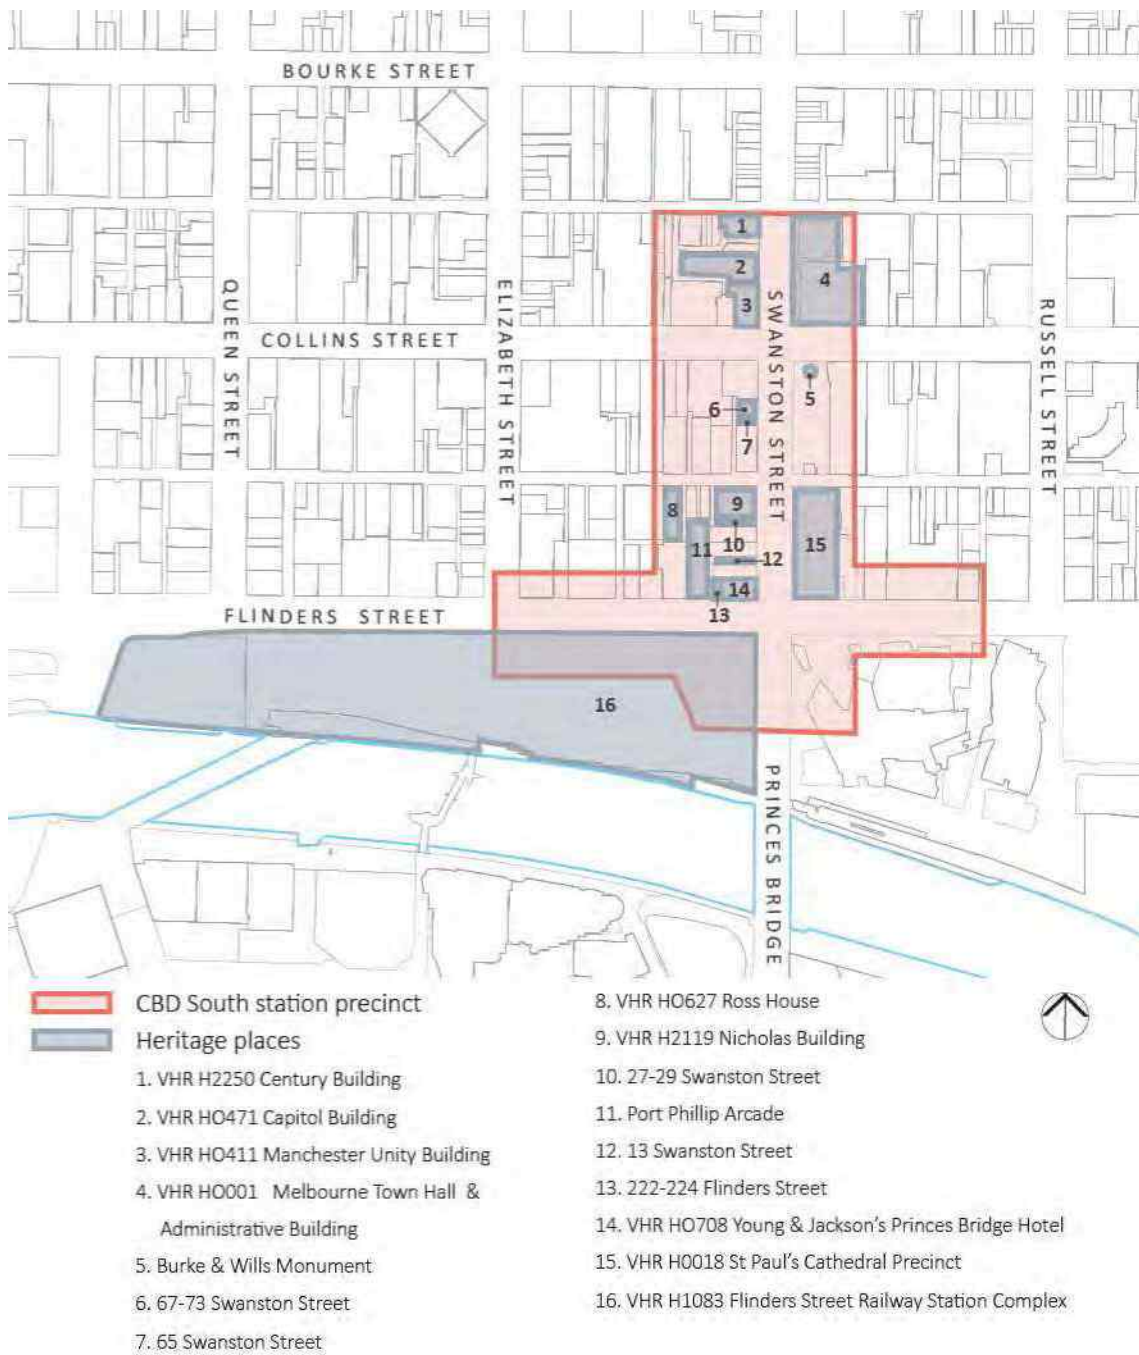 BOURKE STREET
1
2
3
4
QUEEN STREET
ELIZABETH STREET
SWANSTON STREET
RUSSELL STREET
COLLINS STREET
5
6
7
8
9
10
11
12
15
14
13
FLINDERS STREET
16
PRINCES BRIDGE
CBD South station precinct
Heritage places
1. VHR H2250 Century Building
2. VHR HO471 Capitol Building
3. VHR HO411 Manchester Unity Building
4. VHR HO001 Melbourne Town Hall &
Administrative Building
5. Burke & Wills Monument
6. 67-73 Swanston Street
7. 65 Swanston Street
8. VHR HO627 Ross House
9. VHR H2119 Nicholas Building
10. 27-29 Swanston Street
11. Port Phillip Arcade
12. 13 Swanston Street
13. 222-224 Flinders Street
14. VHR HO708 Young & Jackson's Princes Bridge Hotel
15. VHR H0018 St Paul's Cathedral Precinct
16. VHR H1083 Flinders Street Railway Station Complex